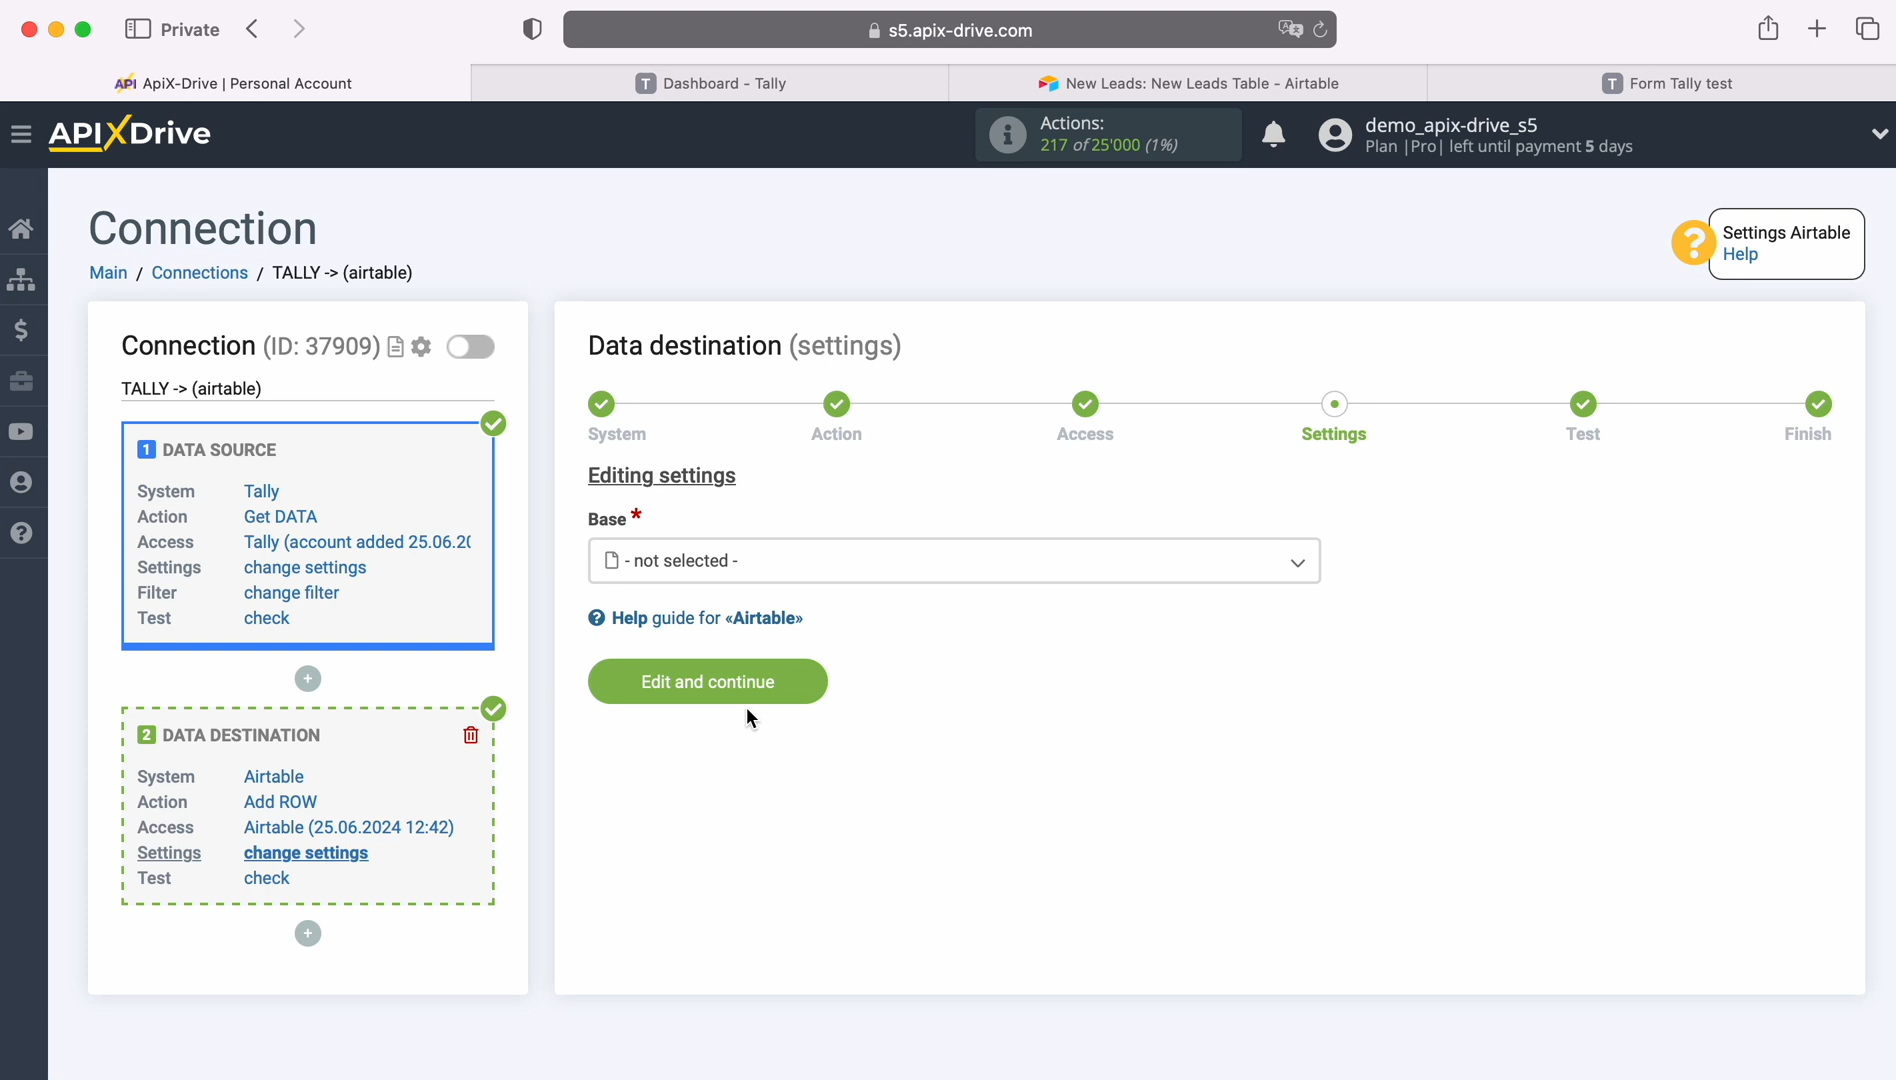 Private
s5.apix-drive.com
API ApiX-Drive | Personal Account
T Dashboard - Tally
New Leads: New Leads Table - Airtable
T Form Tally test
APIXDrive
Actions:
217 of 25'000 (1%)
demo_apix-drive_s5
Plan |Pro| left until payment 5 days
Connection
Main / Connections / TALLY -> (airtable)
Settings Airtable
Help
Connection (ID: 37909)
TALLY -> (airtable)
1 DATA SOURCE
System Tally
Action Get DATA
Access Tally (account added 25.06.20
Settings change settings
Filter change filter
Test check
2 DATA DESTINATION
System Airtable
Action Add ROW
Access Airtable (25.06.2024 12:42)
Settings change settings
Test check
Data destination (settings)
System Action Access Settings Test Finish
Editing settings
Base *
- not selected -
Help guide for «Airtable»
Edit and continue